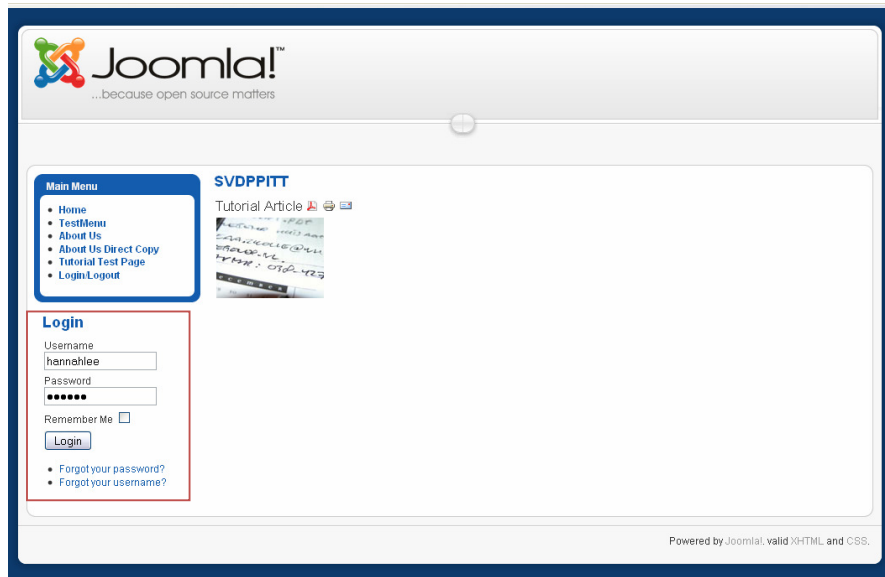 Joomla!™
...because open source matters
Main Menu
Home
TestMenu
About Us
About Us Direct Copy
Tutorial Test Page
Login/Logout
SVDPPITT
Tutorial Article
Login
Username
hannahlee
Password
••••••
Remember Me
Login
Forgot your password?
Forgot your username?
Powered by Joomla!. valid XHTML and CSS.